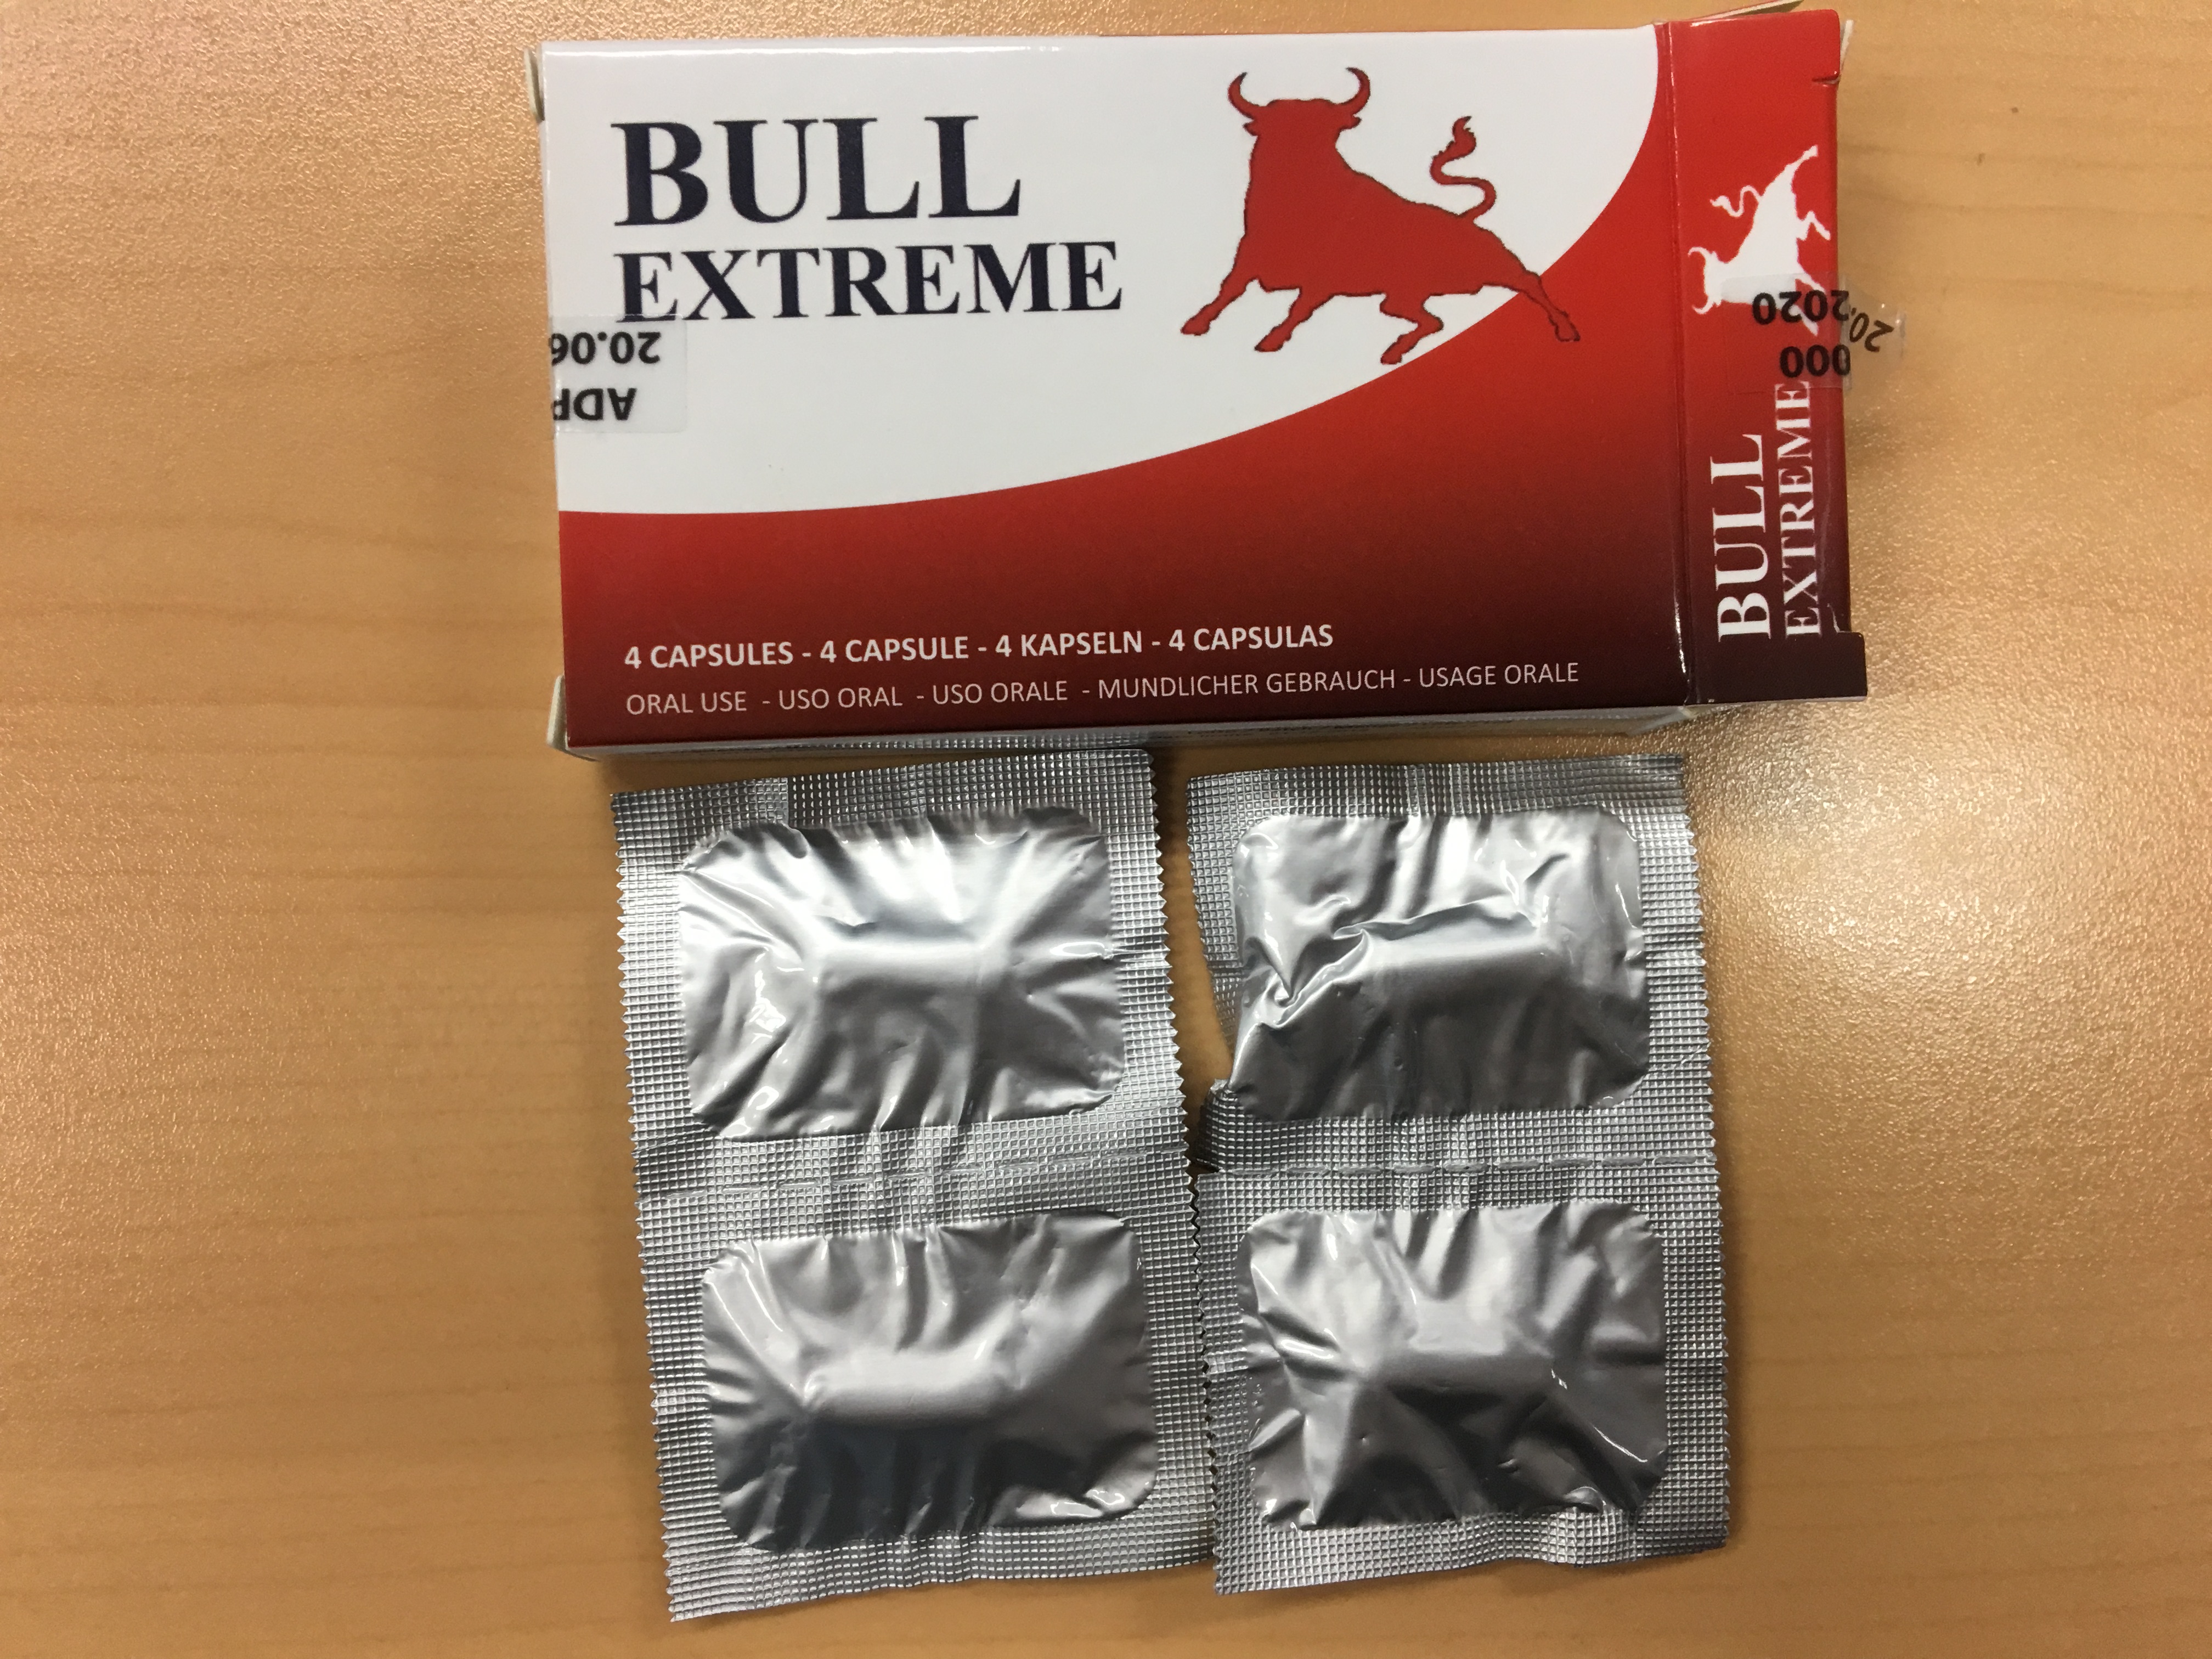 BULL
EXTREME
20.06
4 CAPSULES - 4 CAPSULE - 4 KAPSELN - 4 CAPSULAS
ORAL USE - USO ORAL - USO ORALE - MUNDLICHER GEBRAUCH - USAGE ORALE
BULL
EXTREME
000
2020
20.